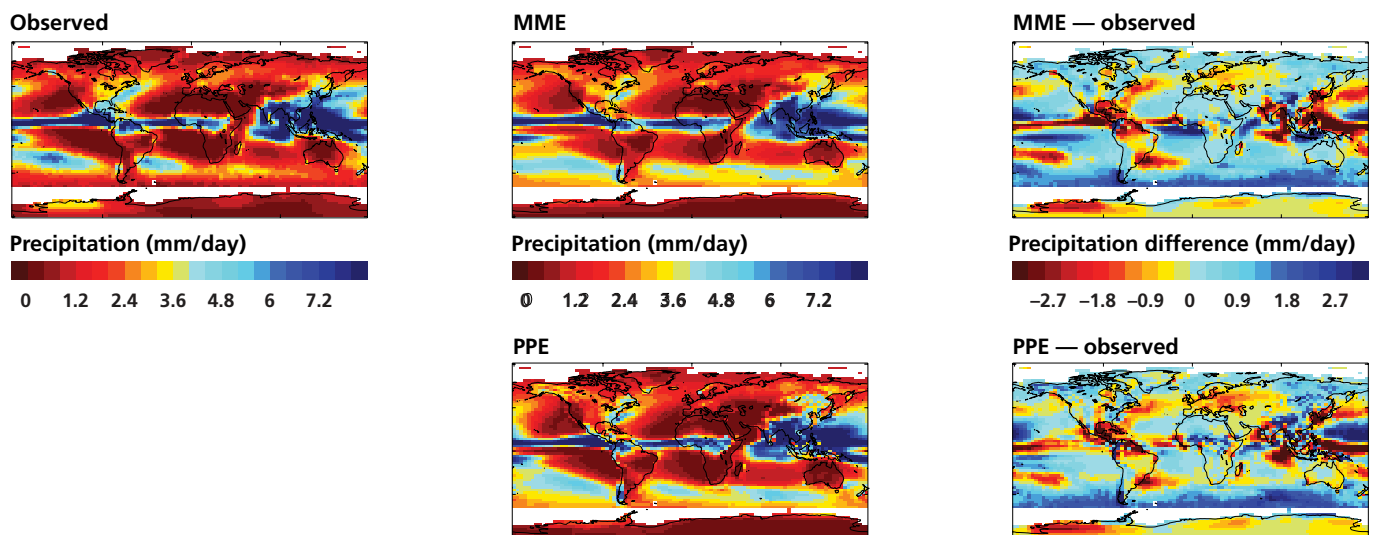 Observed
MME
MME — observed
Precipitation (mm/day)
Precipitation (mm/day)
Precipitation difference (mm/day)
0 1.2 2.4 3.6 4.8 6 7.2
0 1.2 2.4 3.6 4.8 6 7.2
–2.7 –1.8 –0.9 0 0.9 1.8 2.7
PPE
PPE — observed